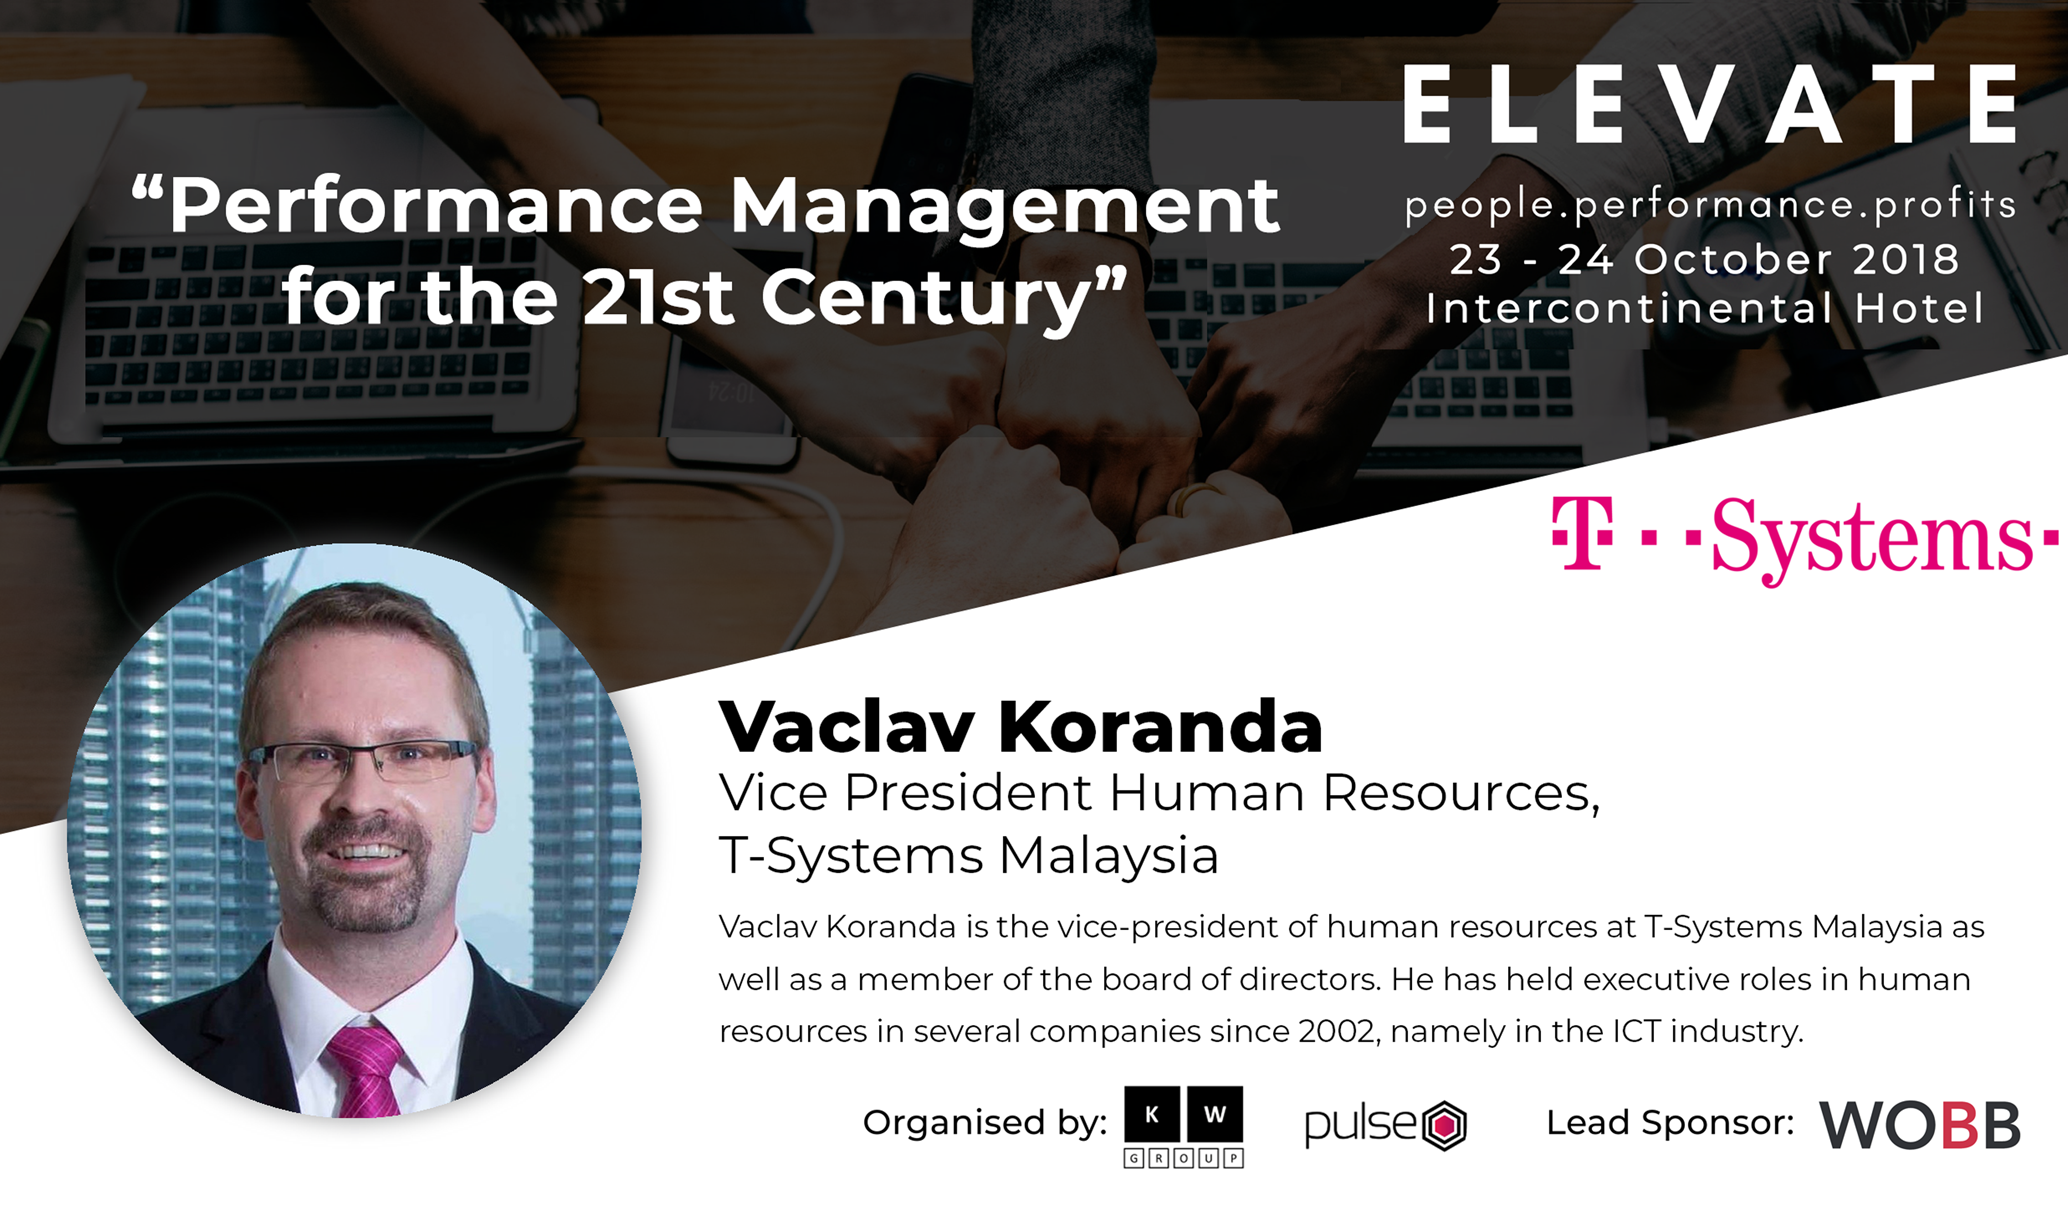 “Performance Management
for the 21st Century”
ELEVATE
people.performance.profits
23 - 24 October 2018
Intercontinental Hotel
T··Systems·
Vaclav Koranda
Vice President Human Resources,
T-Systems Malaysia
Vaclav Koranda is the vice-president of human resources at T-Systems Malaysia as
well as a member of the board of directors. He has held executive roles in human
resources in several companies since 2002, namely in the ICT industry.
Organised by: KW GROUP pulse Lead Sponsor: WOBB
10:24